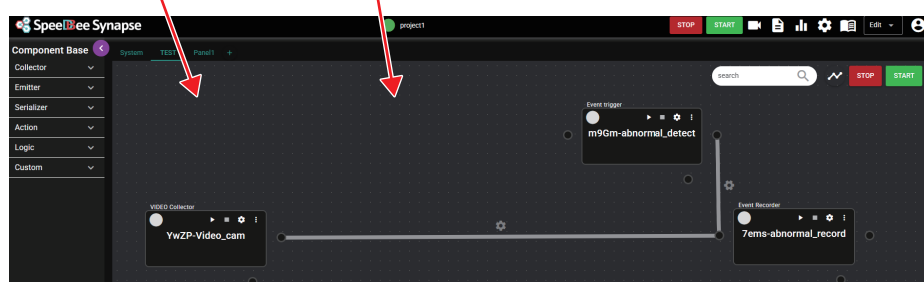 SpeeDBee Synapse
project1
STOP
START
Edit
Component Base
System
TEST
Panel1
+
Collector
Emitter
Serializer
Action
Logic
Custom
search
STOP
START
Event trigger
m9Gm-abnormal_detect
VIDEO Collector
YwZP-Video_cam
Event Recorder
7ems-abnormal_record